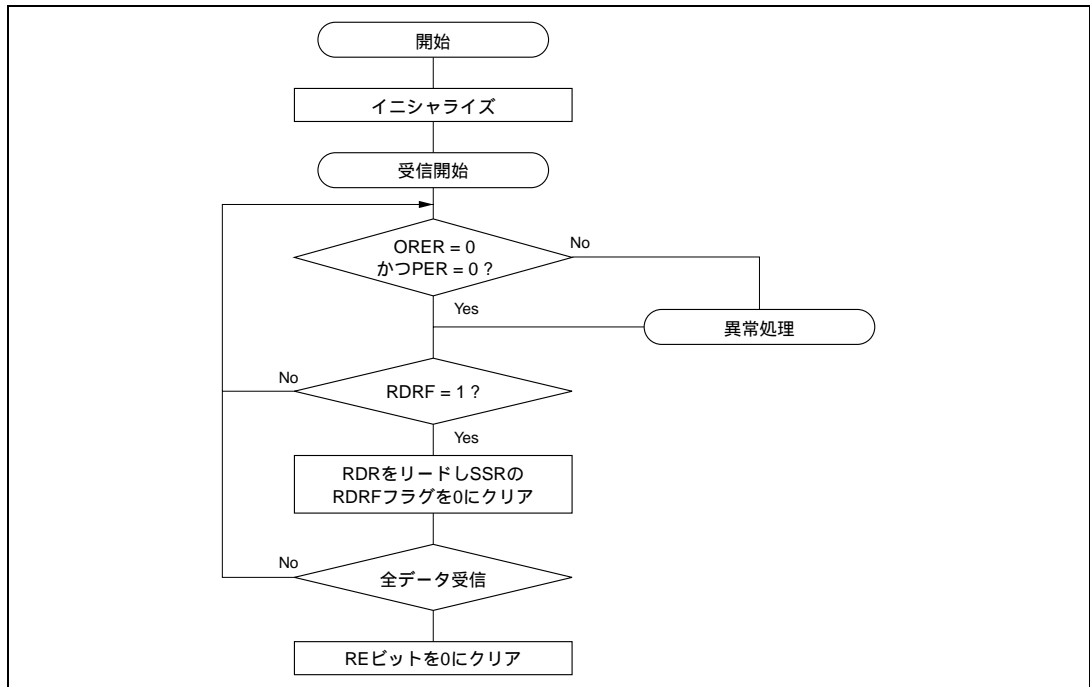 開始
イニシャライズ
受信開始
ORER = 0
かつPER = 0 ?
No
Yes
異常処理
No
RDRF = 1 ?
Yes
RDRをリードしSSRの
RDRFフラグを0にクリア
No
全データ受信
REビットを0にクリア